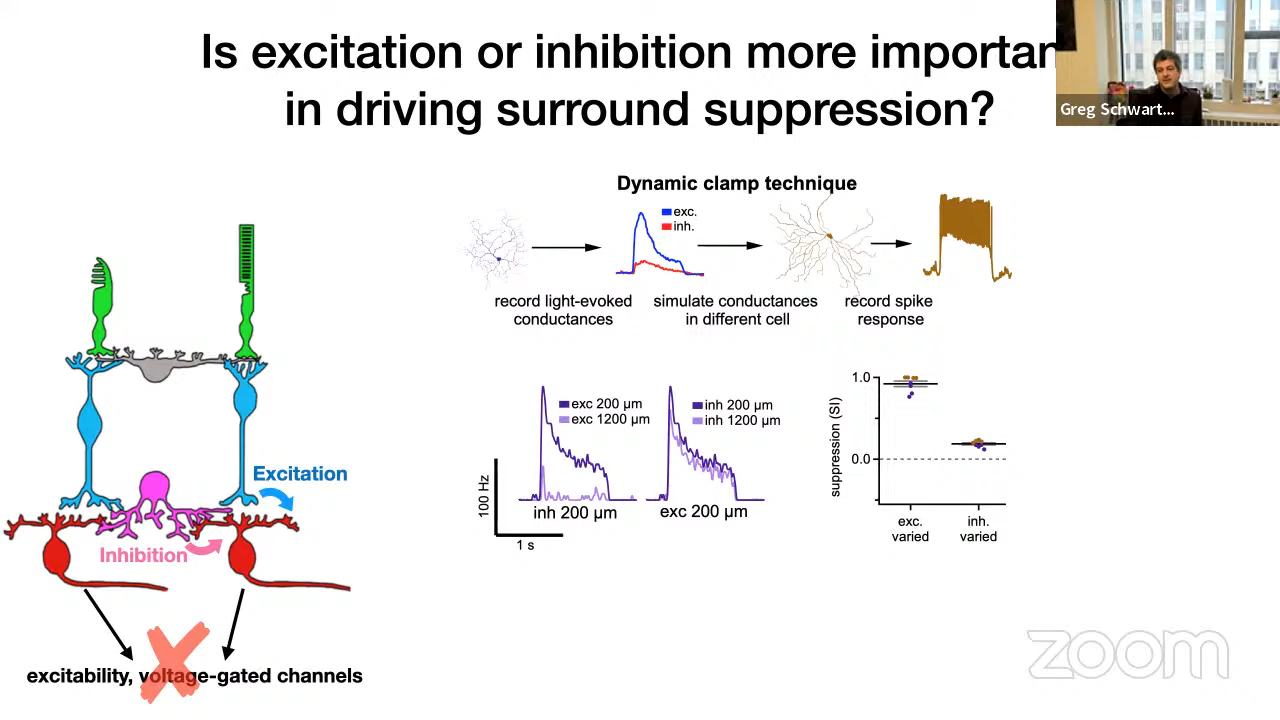 Is excitation or inhibition more importan
in driving surround suppression?
Greg Schwart...
Dynamic clamp technique
exc.
inh.
record light-evoked
conductances
simulate conductances
in different cell
record spike
response
Excitation
Inhibition
excitability, voltage-gated channels
100 Hz
1 s
exc 200 µm
exc 1200 µm
inh 200 µm
inh 200 µm
inh 1200 µm
exc 200 µm
suppression (SI)
1.0
0.0
exc.
varied
inh.
varied
zoom